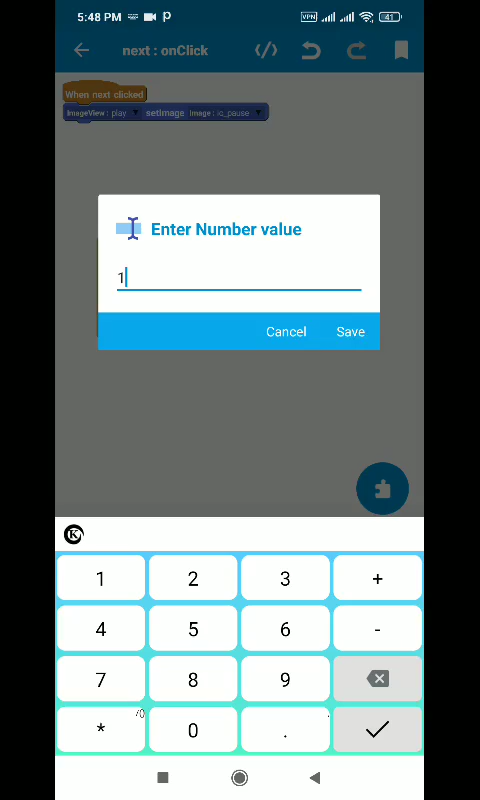 5:48 PM VPN 41
next : onClick
When next clicked
ImageView : play setImage image : ic_pause
Enter Number value
1
Cancel Save
K
1 2 3 +
4 5 6 -
7 8 9
* 0 .